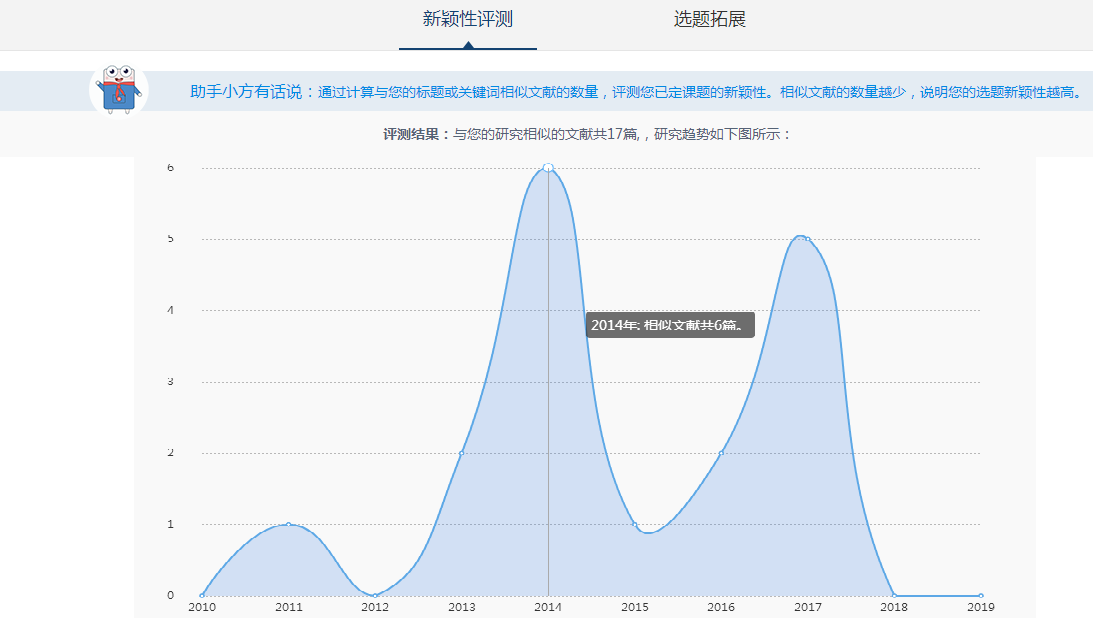 新颖性评测 选题拓展
助手小方有话说：通过计算与您的标题或关键词相似文献的数量，评测您已定课题的新颖性。相似文献的数量越少，说明您的选题新颖性越高。
评测结果：与您的研究相似的文献共17篇,，研究趋势如下图所示：
6
5
4
2014年: 相似文献共6篇。
3
2
1
0
2010 2011 2012 2013 2014 2015 2016 2017 2018 2019